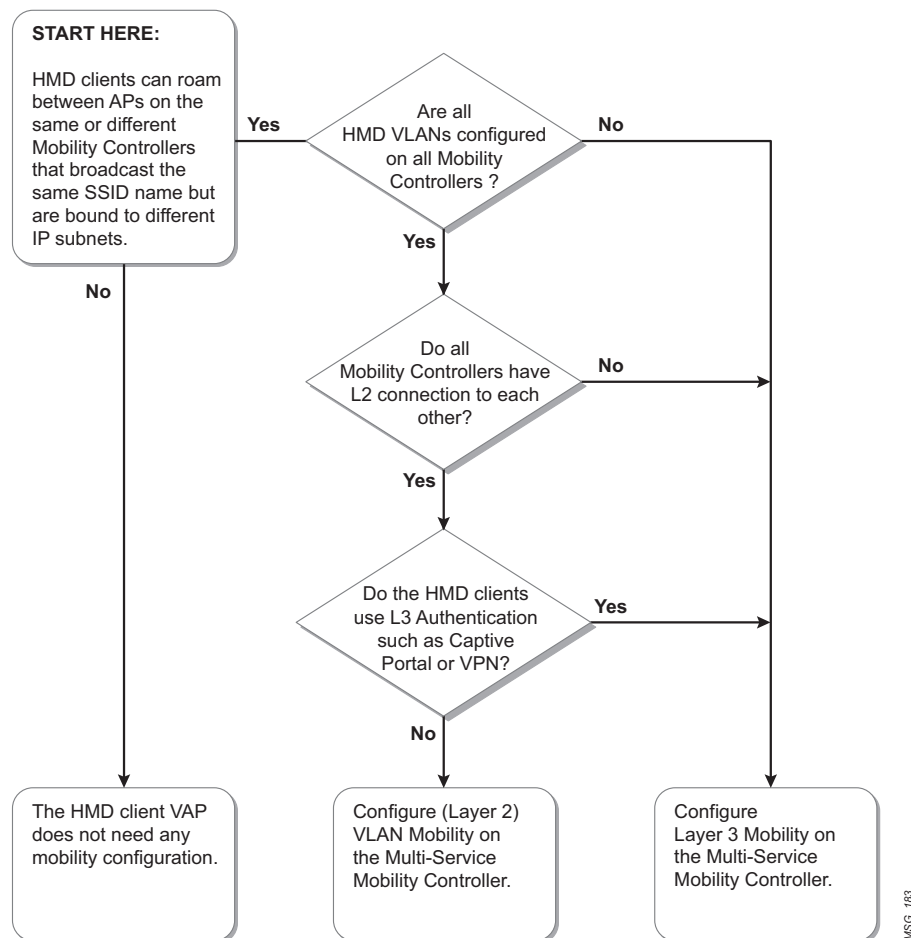 START HERE:
HMD clients can roam
between APs on the
same or different
Mobility Controllers
that broadcast the
same SSID name but
are bound to different
IP subnets.
Yes
No
Are all
HMD VLANs configured
on all Mobility
Controllers ?
No
Yes
Do all
Mobility Controllers have
L2 connection to each
other?
No
Yes
Do the HMD clients
use L3 Authentication
such as Captive
Portal or VPN?
Yes
No
The HMD client VAP
does not need any
mobility configuration.
Configure (Layer 2)
VLAN Mobility on
the Multi-Service
Mobility Controller.
Configure
Layer 3 Mobility on
the Multi-Service
Mobility Controller.
MSG_183